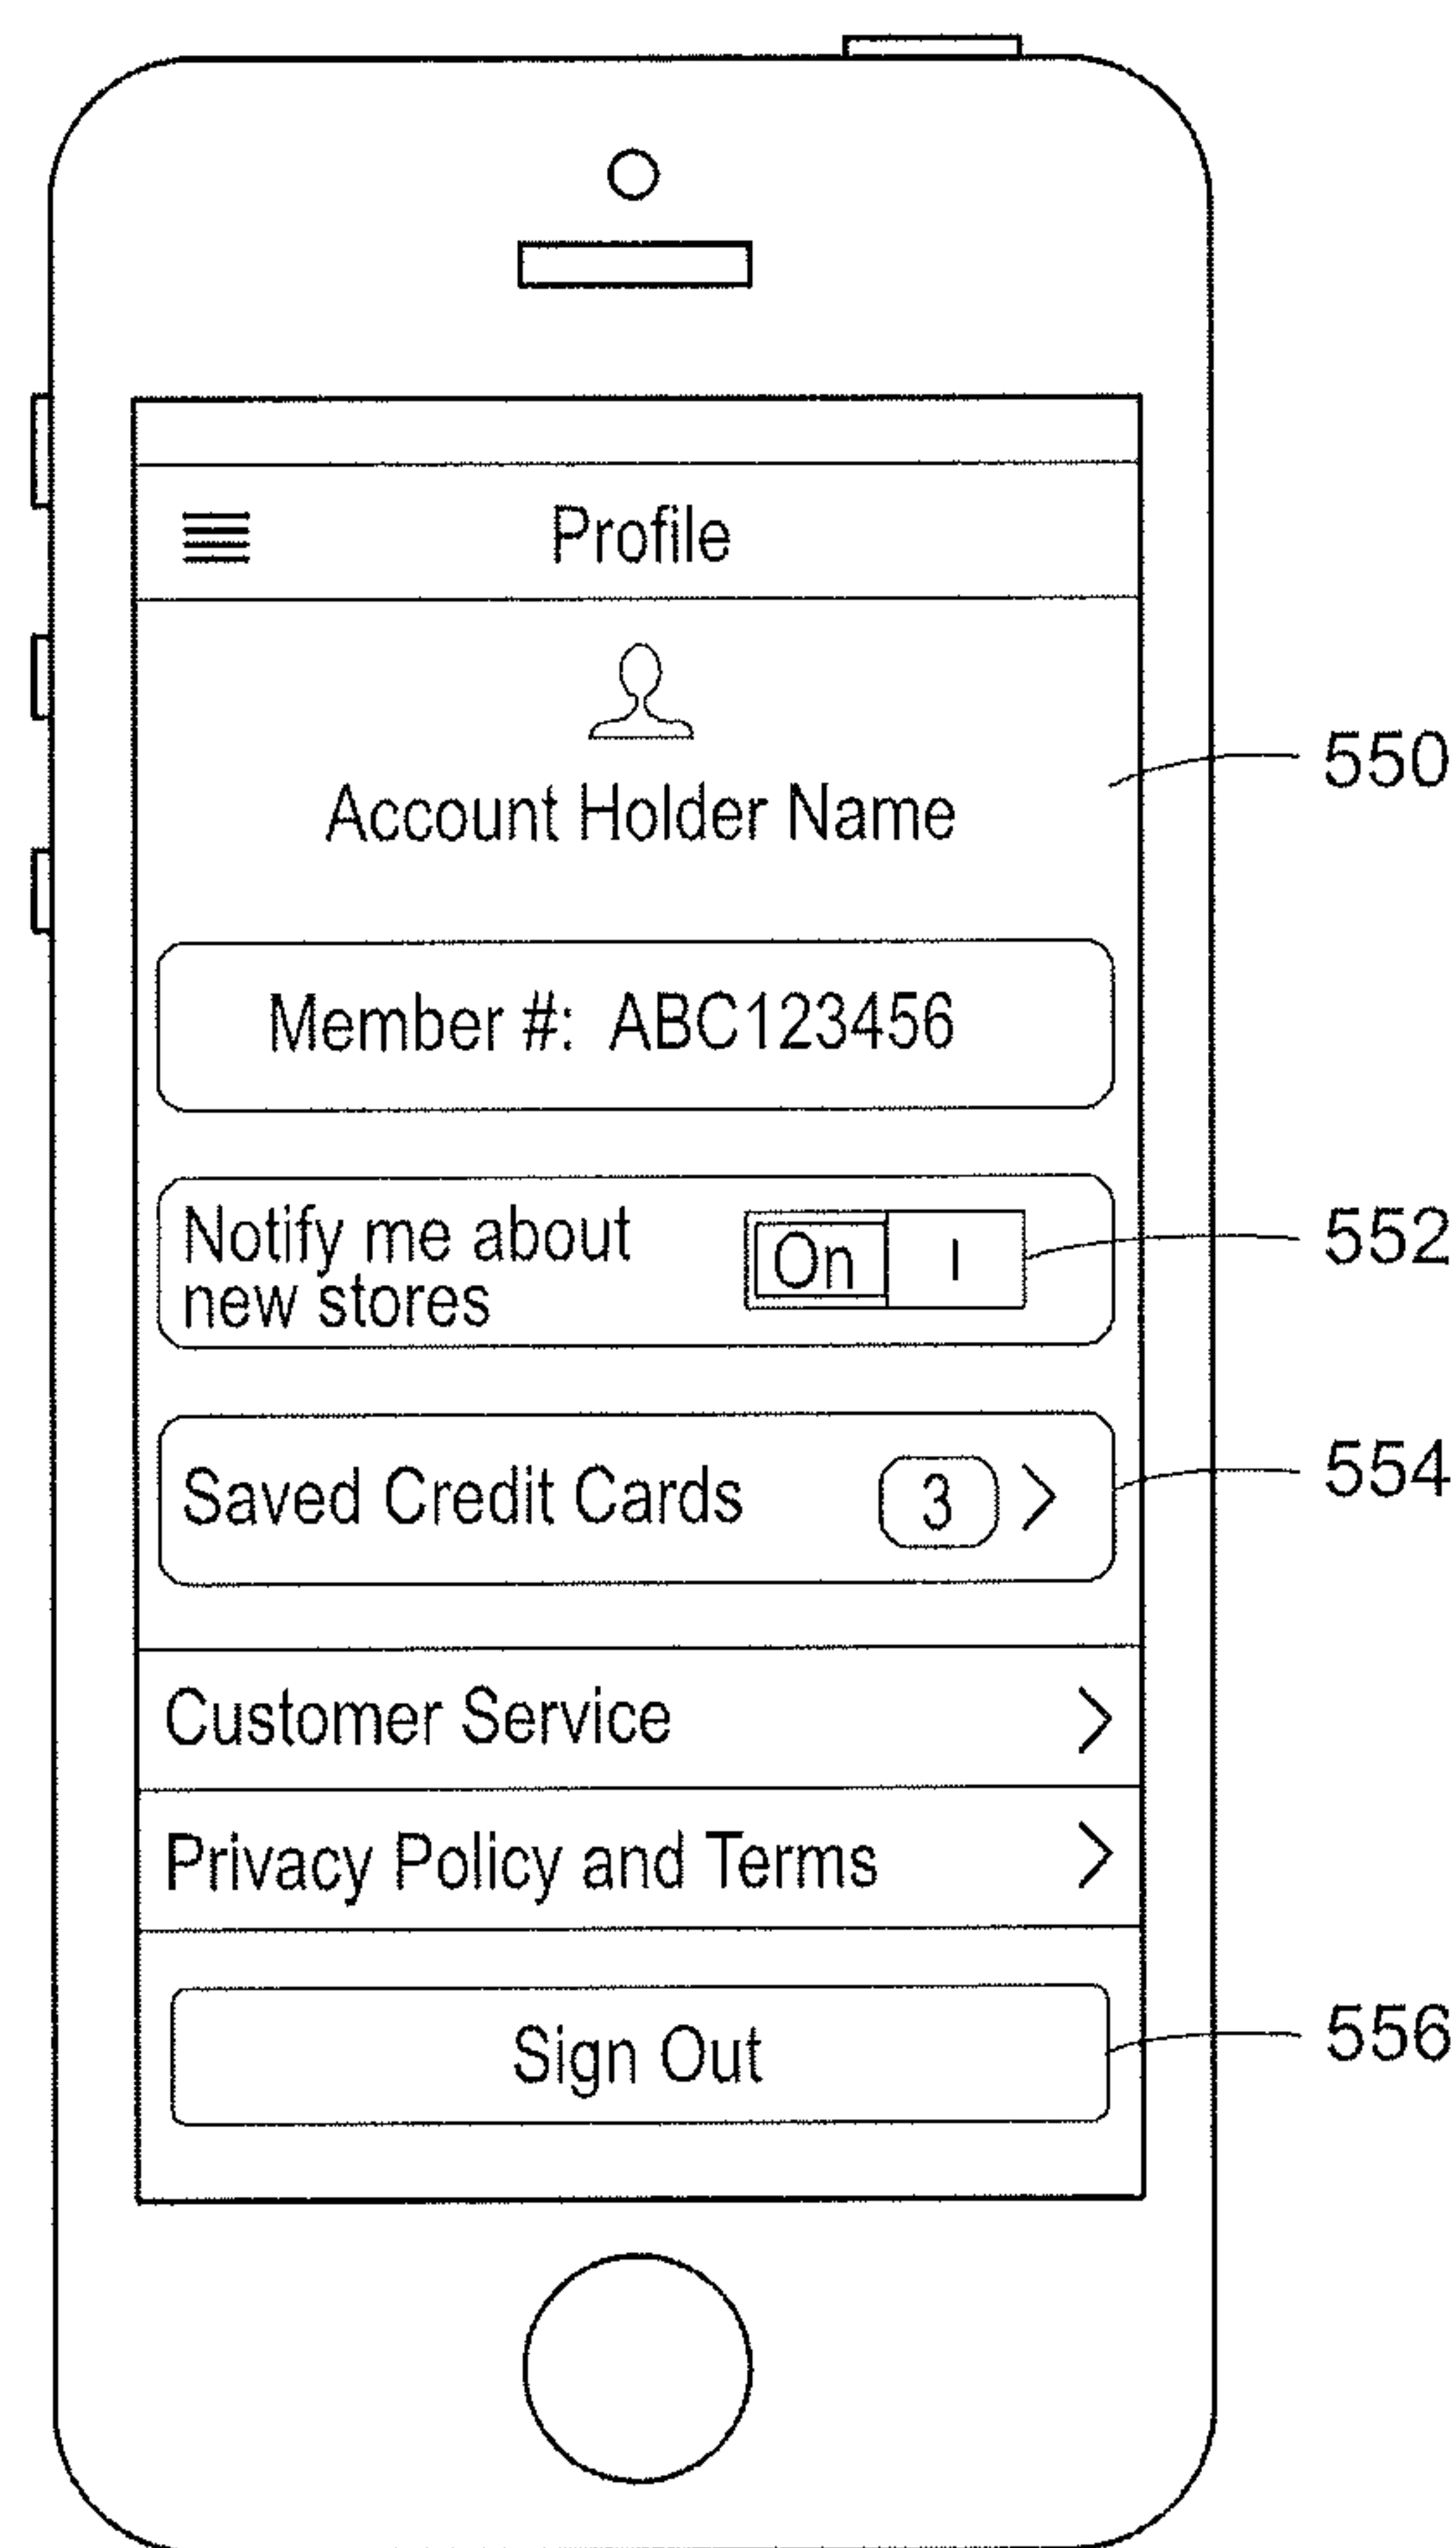 Profile
Account Holder Name
550
Member #: ABC123456
Notify me about
new stores
On I
552
Saved Credit Cards 3 >
554
Customer Service >
Privacy Policy and Terms >
Sign Out
556